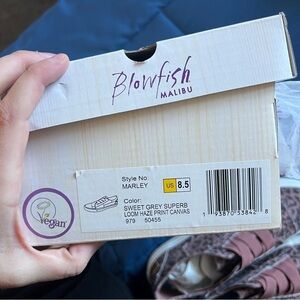 Blowfish
MALIBU
Style No:
MARLEY
US 8.5
Color:
SWEET GREY SUPERB
LOOM HAZE PRINT CANVAS
979 50455
1 93870 53842 8
Vegan